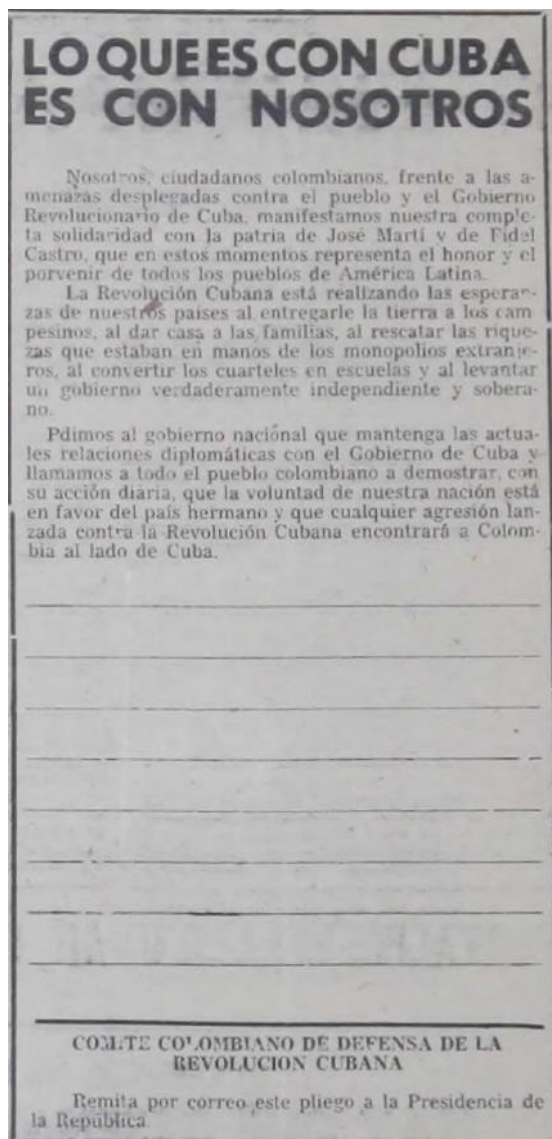 LO QUE ES CON CUBA
ES CON NOSOTROS
Nosotros, ciudadanos colombianos, frente a las a-
menazas desplegadas contra el pueblo y el Gobierno
Revolucionario de Cuba, manifestamos nuestra comple-
ta solidaridad con la patria de José Martí y de Fidel
Castro, que en estos momentos representa el honor y el
porvenir de todos los pueblos de América Latina.
La Revolución Cubana está realizando las esperan-
zas de nuestros paises al entregarle la tierra a los cam
pesinos, al dar casa a las familias, al rescatar las rique-
zas que estaban en manos de los monopolios extranje-
ros, al convertir los cuarteles en escuelas y al levantar
un gobierno verdaderamente independiente y sobera-
no.
Pdimos al gobierno nacional que mantenga las actua-
les relaciones diplomáticas con el Gobierno de Cuba y
llamamos a todo el pueblo colombiano a demostrar, con
su acción diaria, que la voluntad de nuestra nación está
en favor del país hermano y que cualquier agresión lan-
zada contra la Revolución Cubana encontrará a Colom-
bia al lado de Cuba.
COMITE COLOMBIANO DE DEFENSA DE LA
REVOLUCION CUBANA
Remita por correo este pliego a la Presidencia de
la República.